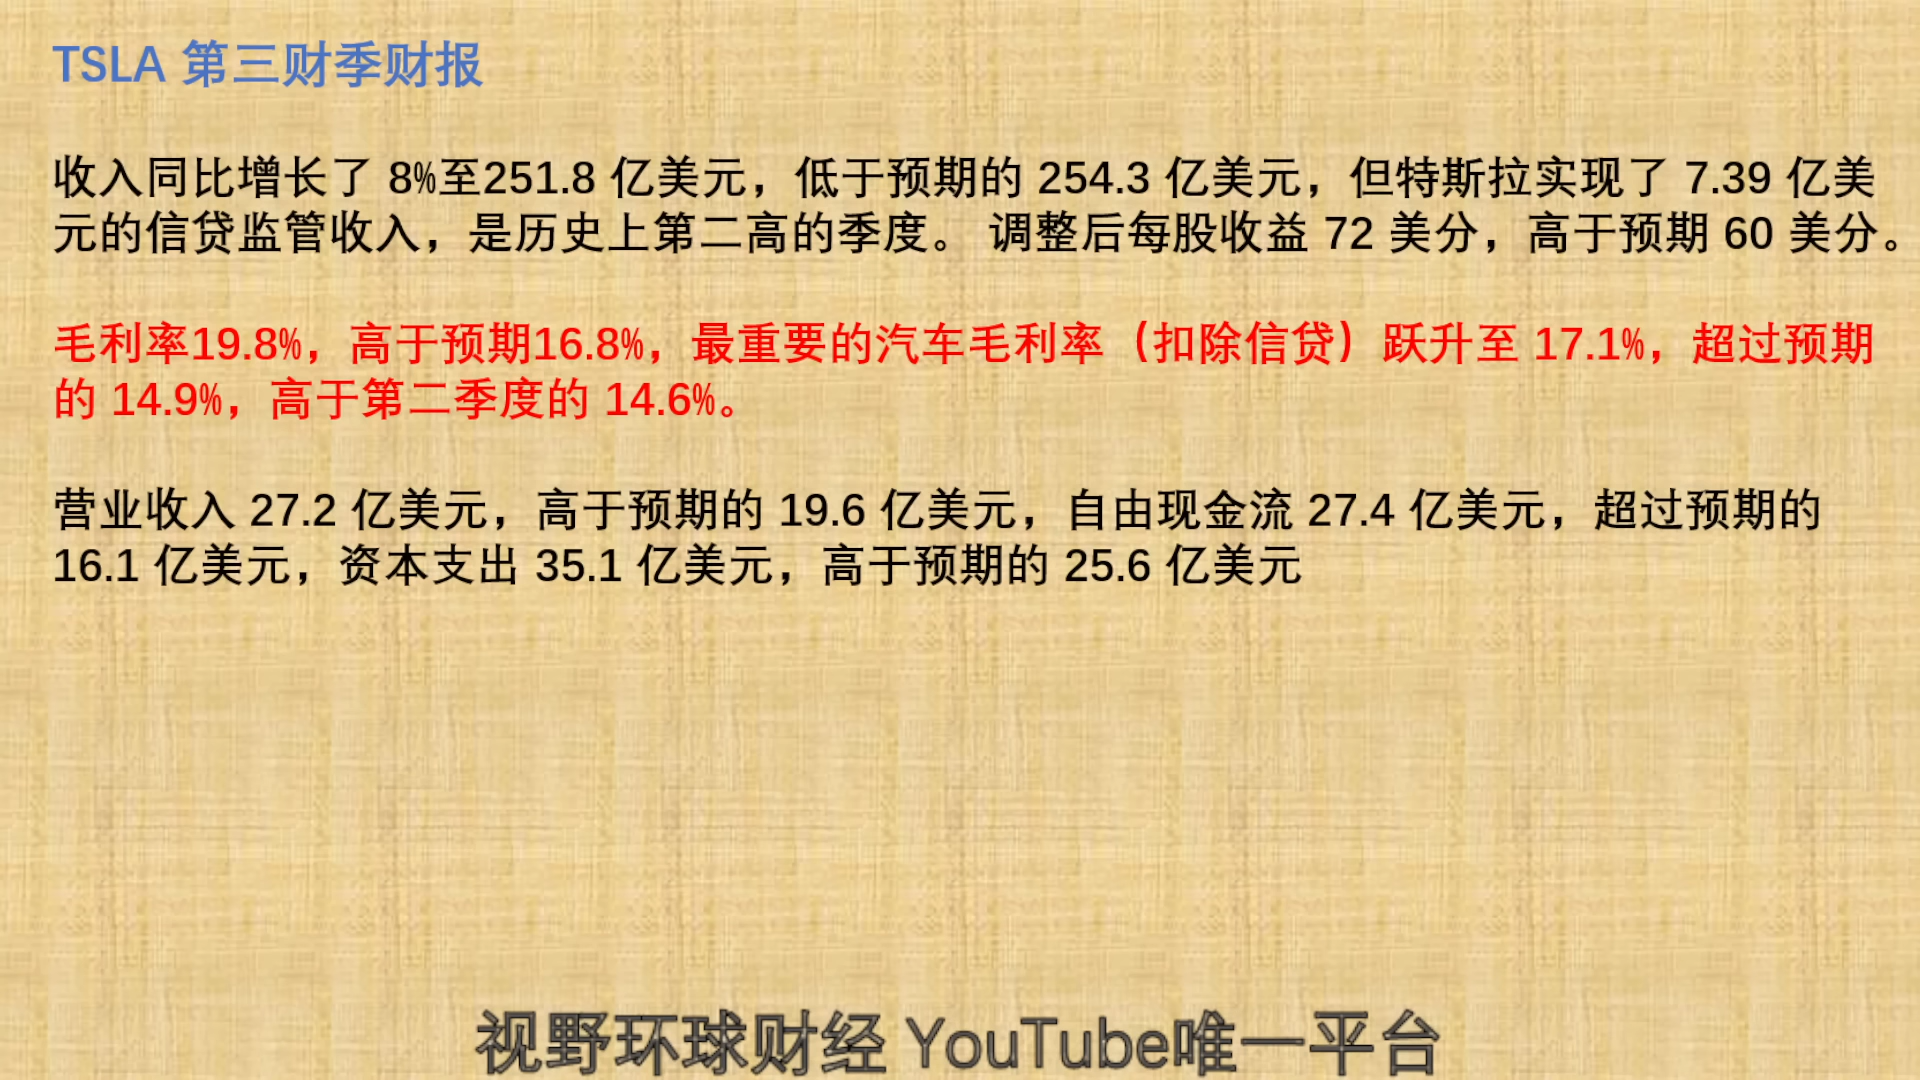 TSLA 第三财季财报
收入同比增长了 8%至251.8 亿美元，低于预期的 254.3 亿美元，但特斯拉实现了 7.39 亿美
元的信贷监管收入，是历史上第二高的季度。 调整后每股收益 72 美分，高于预期 60 美分。
毛利率19.8%，高于预期16.8%，最重要的汽车毛利率（扣除信贷）跃升至 17.1%，超过预期
的 14.9%，高于第二季度的 14.6%。
营业收入 27.2 亿美元，高于预期的 19.6 亿美元，自由现金流 27.4 亿美元，超过预期的
16.1 亿美元，资本支出 35.1 亿美元，高于预期的 25.6 亿美元
视野环球财经 YouTube唯一平台